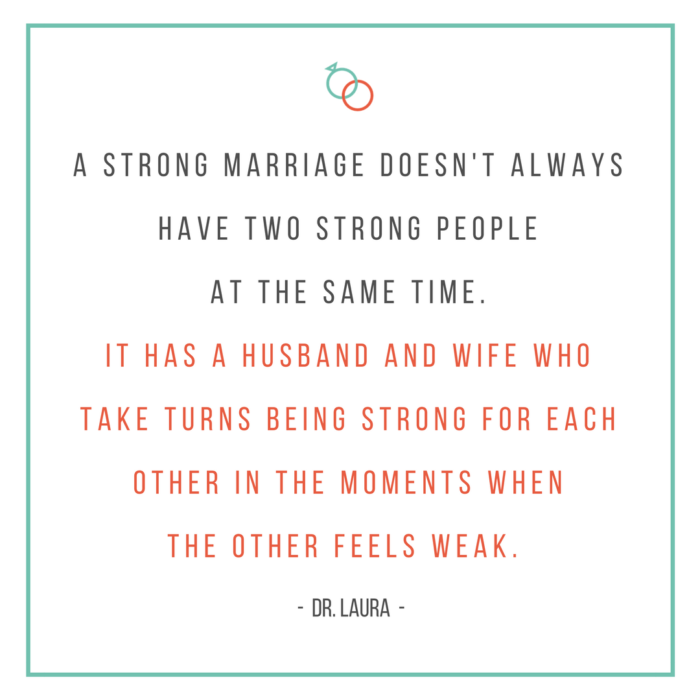 A STRONG MARRIAGE DOESN'T ALWAYS
HAVE TWO STRONG PEOPLE
AT THE SAME TIME.
IT HAS A HUSBAND AND WIFE WHO
TAKE TURNS BEING STRONG FOR EACH
OTHER IN THE MOMENTS WHEN
THE OTHER FEELS WEAK.
- DR. LAURA -